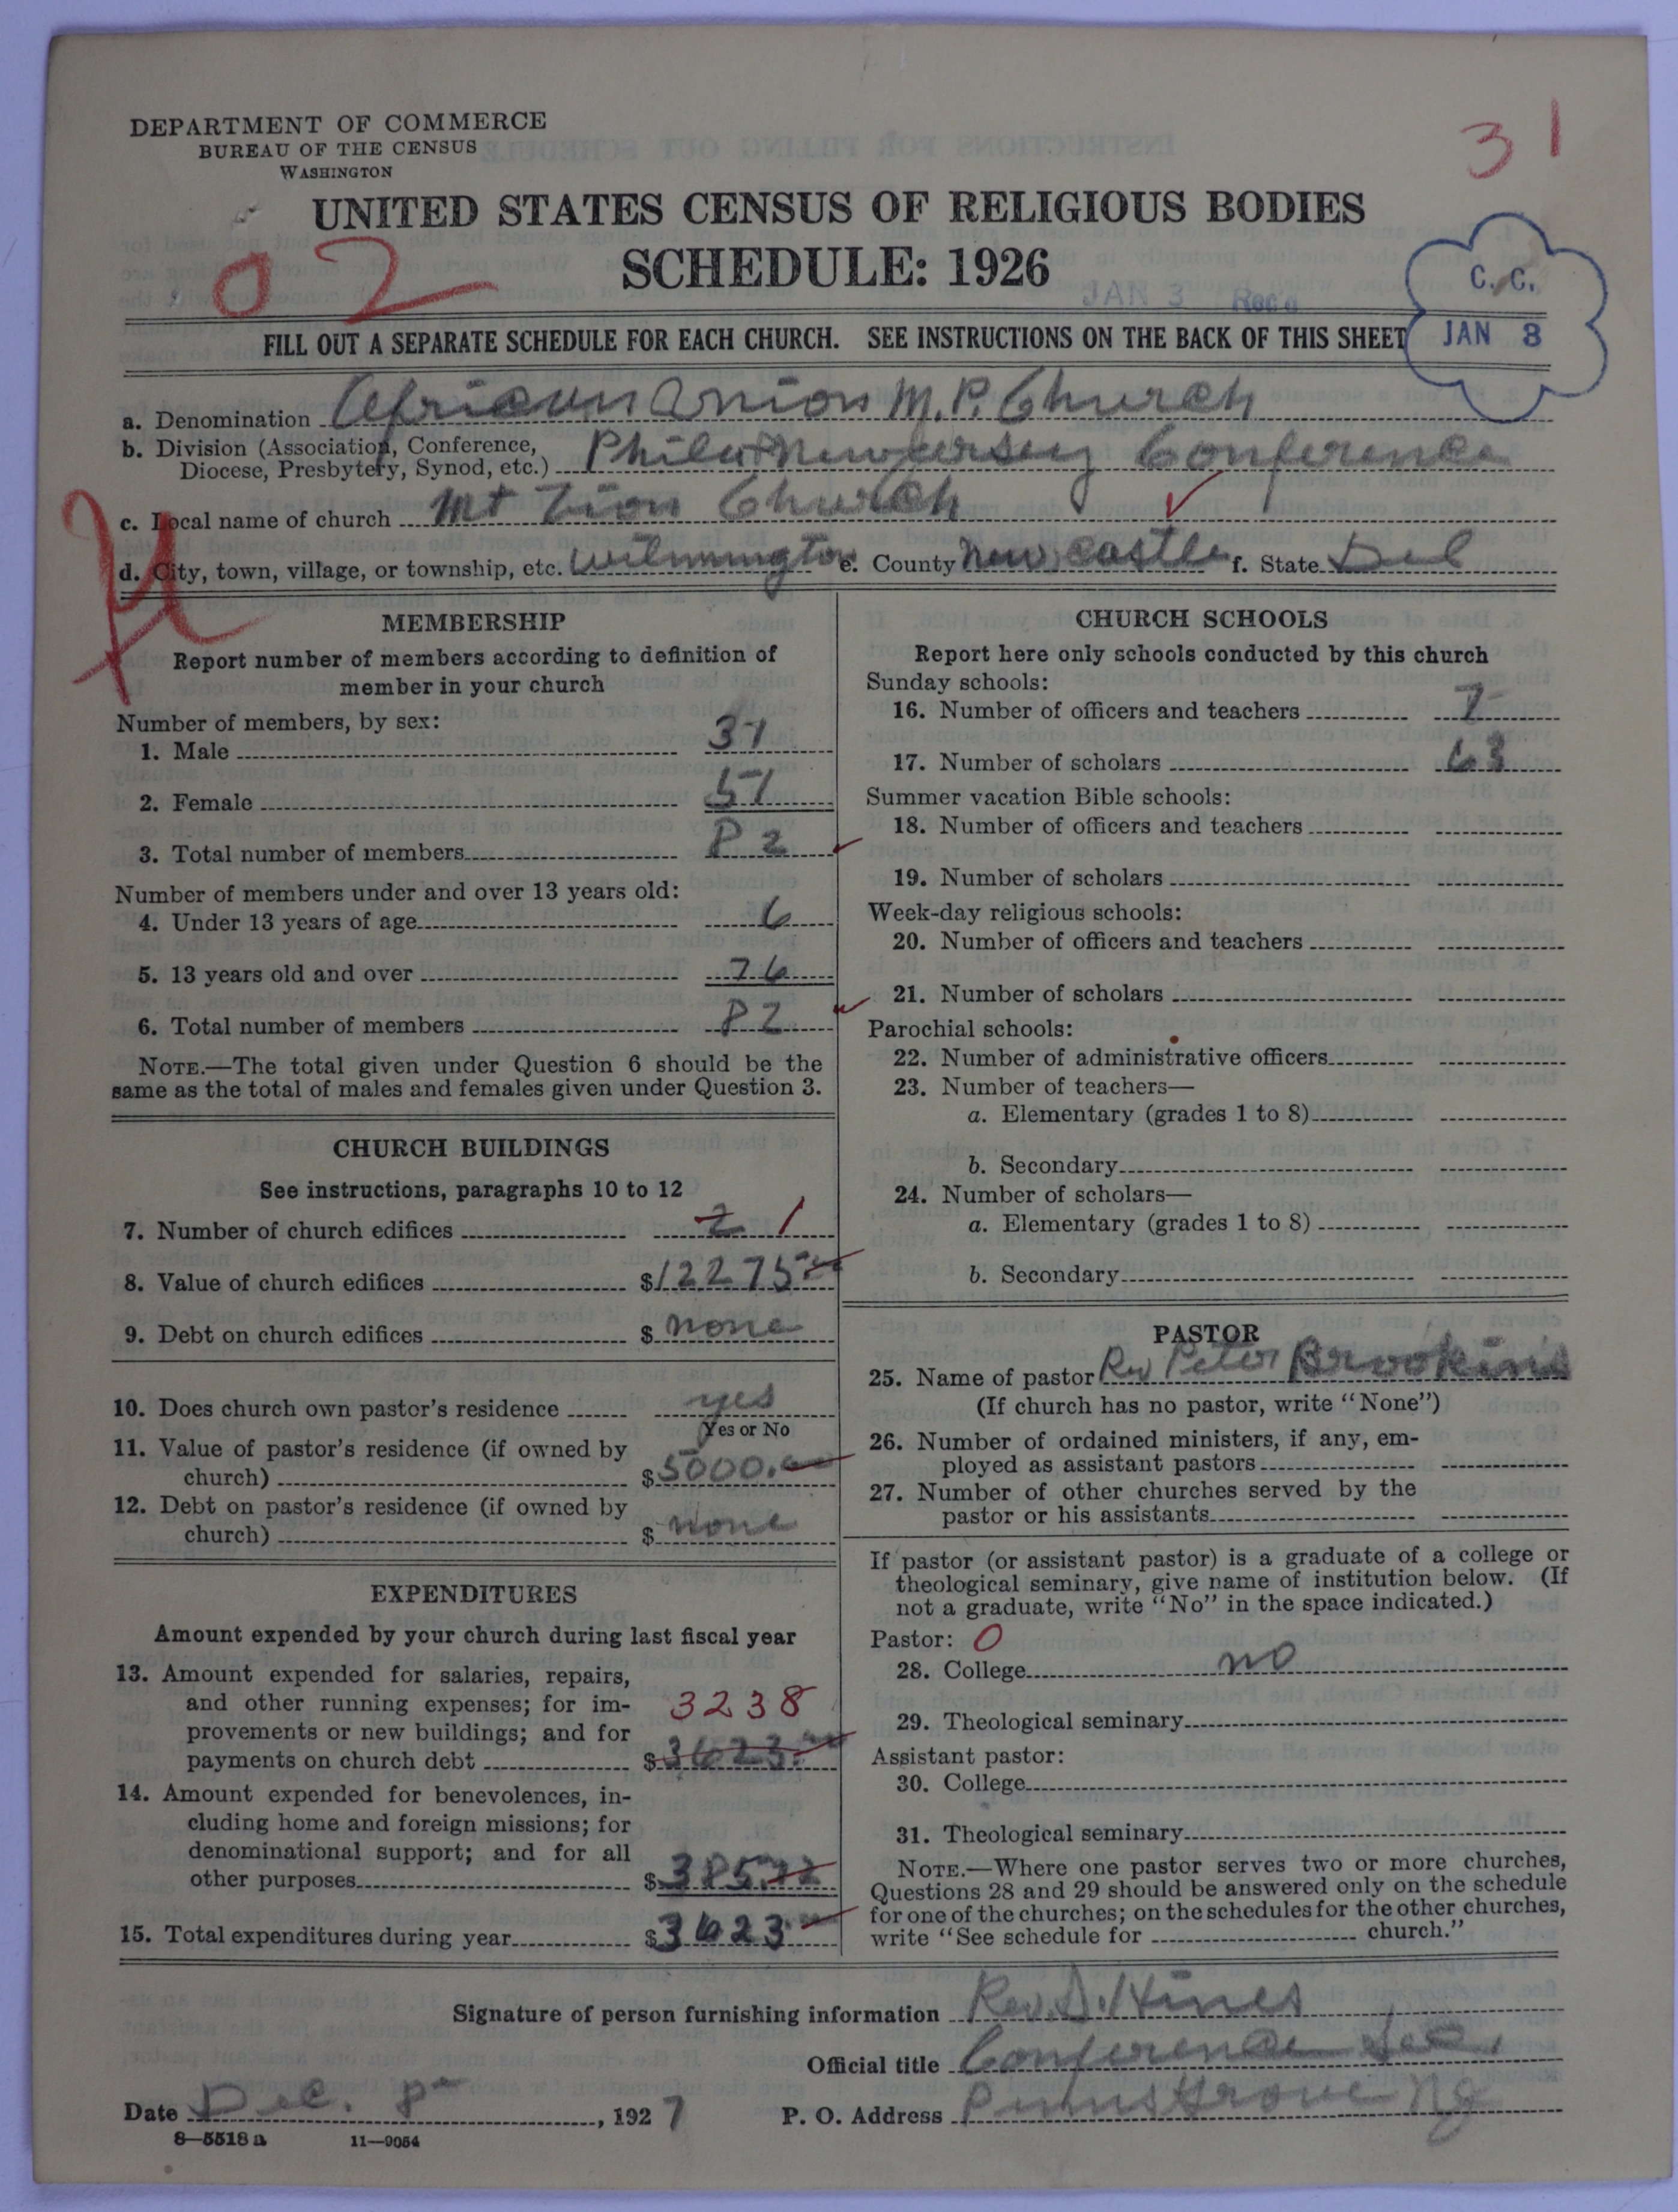 DEPARTMENT OF COMMERCE
BUREAU OF THE CENSUS
WASHINGTON
31
UNITED STATES CENSUS OF RELIGIOUS BODIES
SCHEDULE: 1926
02
JAN 3 Rec'd
C. C.
JAN 3
FILL OUT A SEPARATE SCHEDULE FOR EACH CHURCH. SEE INSTRUCTIONS ON THE BACK OF THIS SHEET
a. Denomination African Union M.P. Church
b. Division (Association, Conference,
Diocese, Presbytery, Synod, etc.) Phila & New Jersey Conference
c. Local name of church Mt Zion Church
d. City, town, village, or township, etc. Wilmington e. County New castle f. State Del
MEMBERSHIP
Report number of members according to definition of
member in your church
Number of members, by sex:
1. Male 31
2. Female 51
3. Total number of members 82
Number of members under and over 13 years old:
4. Under 13 years of age 6
5. 13 years old and over 76
6. Total number of members 82
NOTE.—The total given under Question 6 should be the
same as the total of males and females given under Question 3.
CHURCH BUILDINGS
See instructions, paragraphs 10 to 12
7. Number of church edifices 2 1
8. Value of church edifices $12275.00
9. Debt on church edifices $ none
10. Does church own pastor's residence yes
Yes or No
11. Value of pastor's residence (if owned by
church) $5000.00
12. Debt on pastor's residence (if owned by
church) $ none
EXPENDITURES
Amount expended by your church during last fiscal year
13. Amount expended for salaries, repairs,
and other running expenses; for im-
provements or new buildings; and for
payments on church debt 3238 $3623.00
14. Amount expended for benevolences, in-
cluding home and foreign missions; for
denominational support; and for all
other purposes $385.22
15. Total expenditures during year $3623
CHURCH SCHOOLS
Report here only schools conducted by this church
Sunday schools:
16. Number of officers and teachers 7
17. Number of scholars 63
Summer vacation Bible schools:
18. Number of officers and teachers
19. Number of scholars
Week-day religious schools:
20. Number of officers and teachers
21. Number of scholars
Parochial schools:
22. Number of administrative officers
23. Number of teachers—
a. Elementary (grades 1 to 8)
b. Secondary
24. Number of scholars—
a. Elementary (grades 1 to 8)
b. Secondary
PASTOR
25. Name of pastor Rev Peter Brookins
(If church has no pastor, write "None")
26. Number of ordained ministers, if any, em-
ployed as assistant pastors
27. Number of other churches served by the
pastor or his assistants
If pastor (or assistant pastor) is a graduate of a college or
theological seminary, give name of institution below. (If
not a graduate, write "No" in the space indicated.)
Pastor: 0
28. College no
29. Theological seminary
Assistant pastor:
30. College
31. Theological seminary
NOTE.—Where one pastor serves two or more churches,
Questions 28 and 29 should be answered only on the schedule
for one of the churches; on the schedules for the other churches,
write "See schedule for church."
Signature of person furnishing information Rev. D. Hines
Official title Conference Sec.
Date Dec. 8, 1927 P. O. Address Pennsgrove NJ
8—5518 a 11—9054